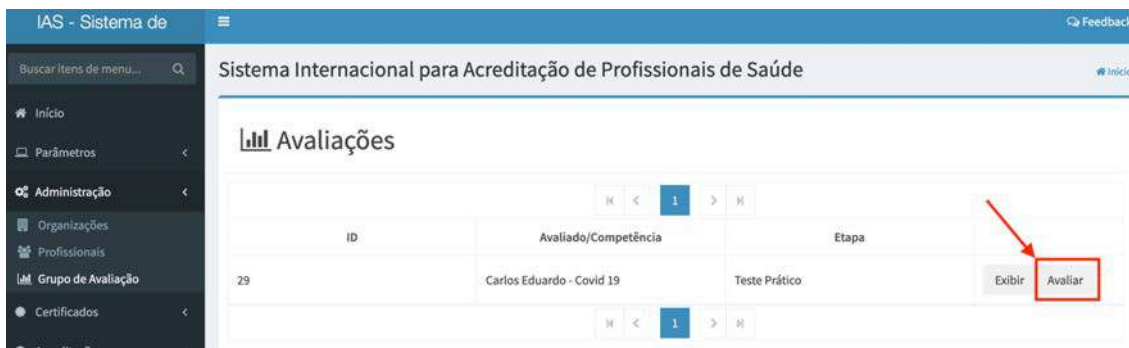 IAS - Sistema de
Feedback
Buscar itens de menu...
Sistema Internacional para Acreditação de Profissionais de Saúde
Início
Início
Avaliações
Parâmetros
Administração
1
Organizações
ID Avaliado/Competência Etapa
Profissionais
Grupo de Avaliação
29 Carlos Eduardo - Covid 19 Teste Prático Exibir Avaliar
Certificados
1